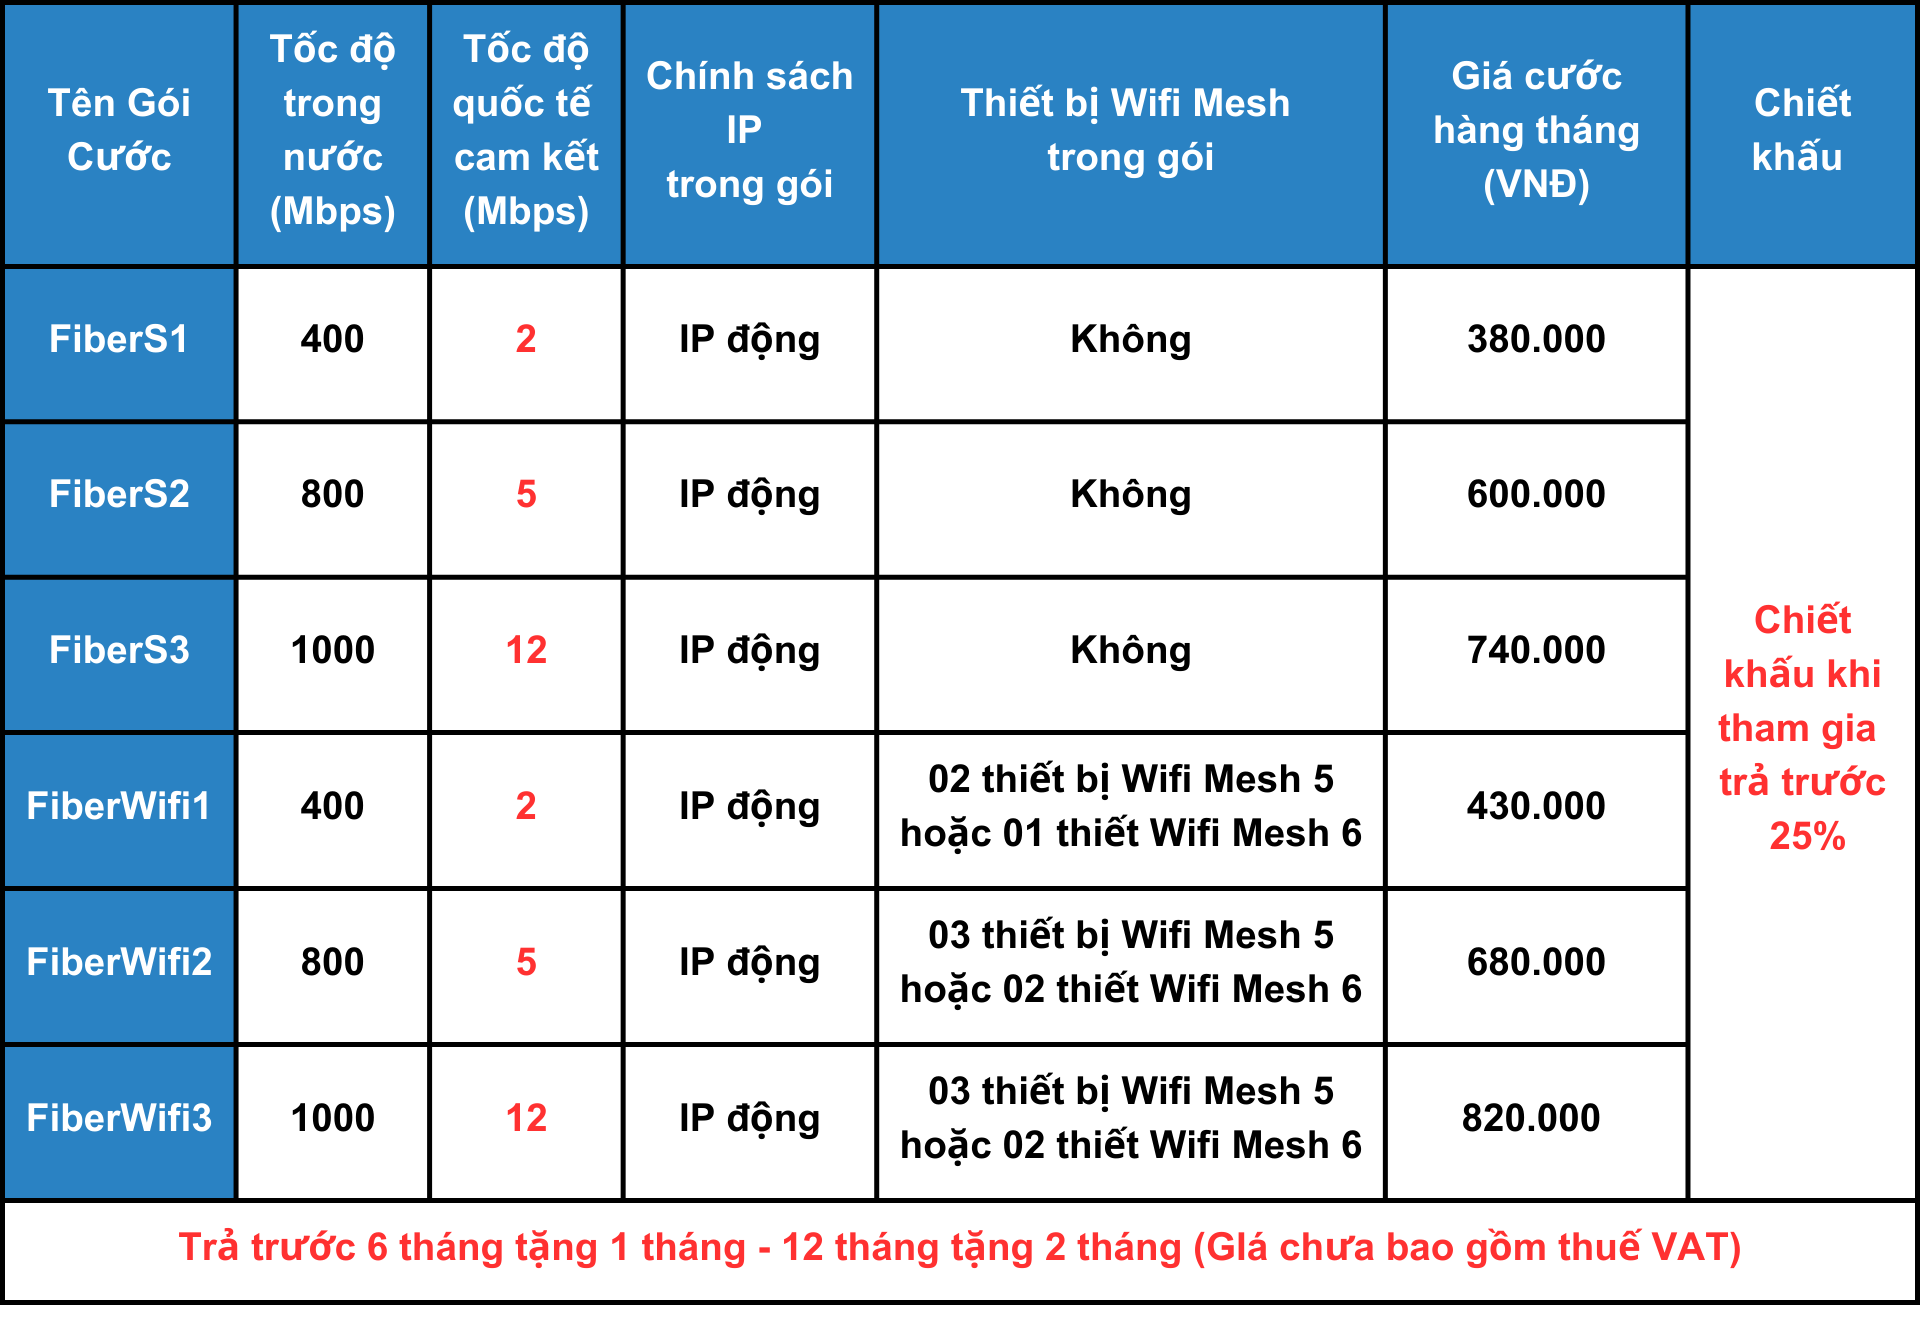 Tên Gói
Cước
Tốc độ
trong
nước
(Mbps)
Tốc độ
quốc tế
cam kết
(Mbps)
Chính sách
IP
trong gói
Thiết bị Wifi Mesh
trong gói
Giá cước
hàng tháng
(VNĐ)
Chiết
khấu
FiberS1
400
2
IP động
Không
380.000
FiberS2
800
5
IP động
Không
600.000
FiberS3
1000
12
IP động
Không
740.000
FiberWifi1
400
2
IP động
02 thiết bị Wifi Mesh 5
hoặc 01 thiết Wifi Mesh 6
430.000
FiberWifi2
800
5
IP động
03 thiết bị Wifi Mesh 5
hoặc 02 thiết Wifi Mesh 6
680.000
FiberWifi3
1000
12
IP động
03 thiết bị Wifi Mesh 5
hoặc 02 thiết Wifi Mesh 6
820.000
Chiết
khấu khi
tham gia
trả trước
25%
Trả trước 6 tháng tặng 1 tháng - 12 tháng tặng 2 tháng (GIá chưa bao gồm thuế VAT)